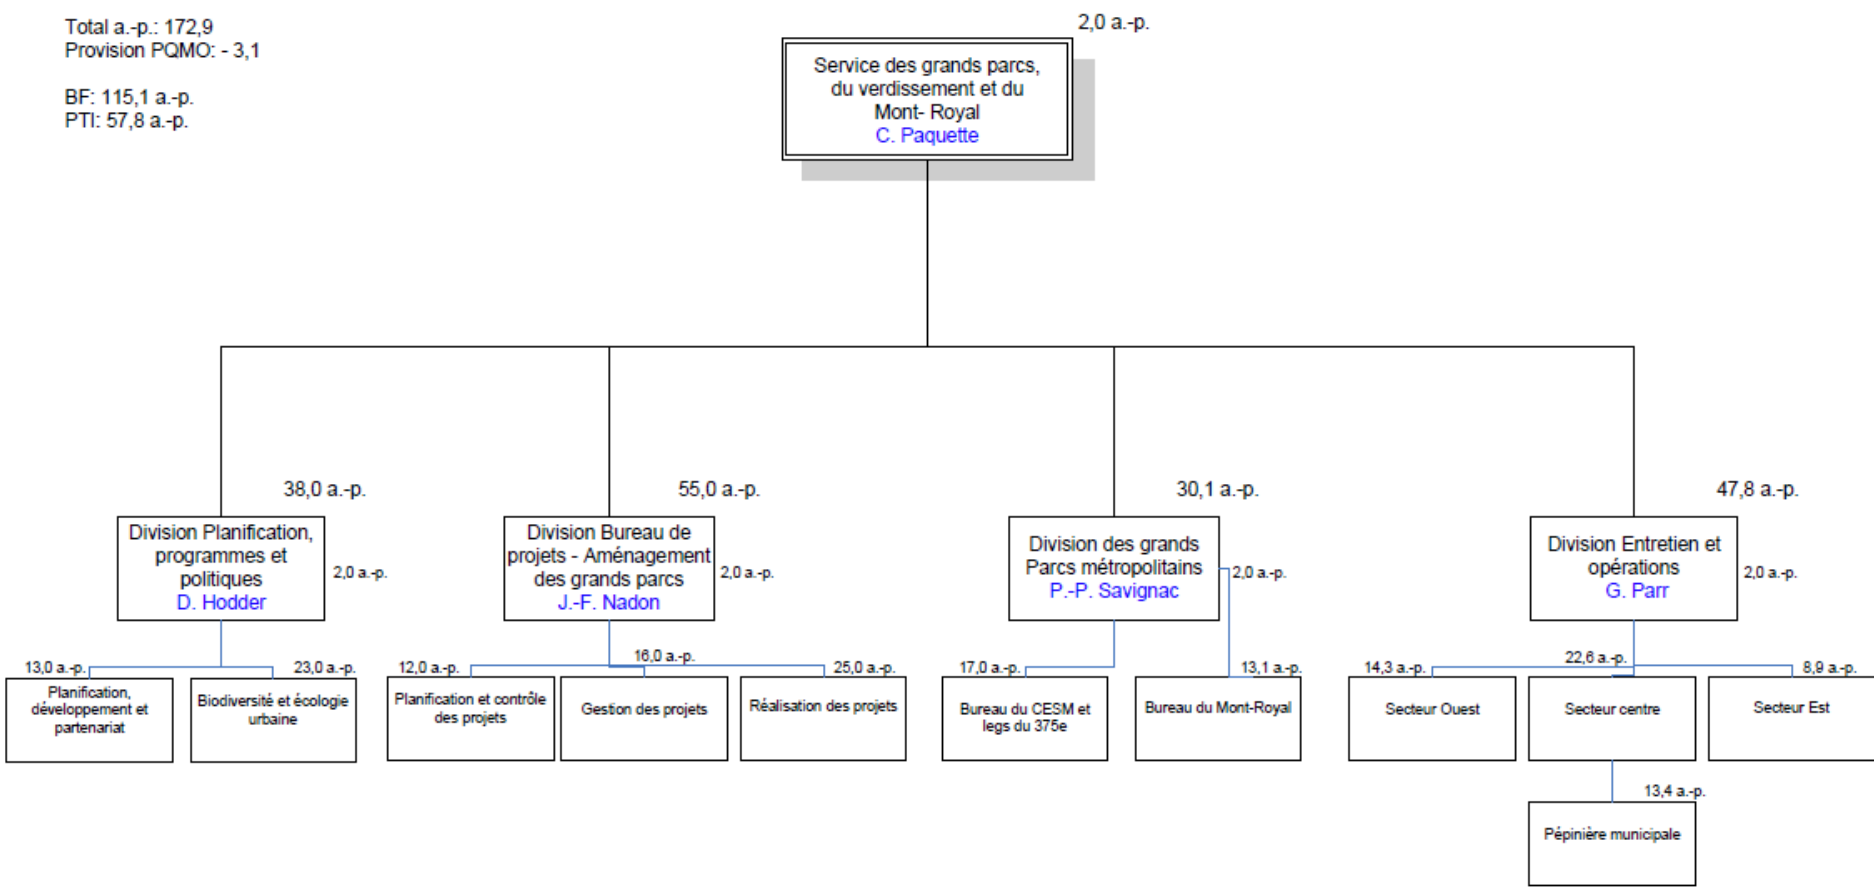 Total a.-p.: 172,9
Provision PQMO: - 3,1
BF: 115,1 a.-p.
PTI: 57,8 a.-p.
2,0 a.-p.
Service des grands parcs,
du verdissement et du
Mont- Royal
C. Paquette
38,0 a.-p.
Division Planification,
programmes et
politiques
D. Hodder
2,0 a.-p.
55,0 a.-p.
Division Bureau de
projets - Aménagement
des grands parcs
J.-F. Nadon
2,0 a.-p.
30,1 a.-p.
Division des grands
Parcs métropolitains
P.-P. Savignac
2,0 a.-p.
47,8 a.-p.
Division Entretien et
opérations
G. Parr
2,0 a.-p.
13,0 a.-p.
Planification,
développement et
partenariat
23,0 a.-p.
Biodiversité et écologie
urbaine
12,0 a.-p.
Planification et contrôle
des projets
16,0 a.-p.
Gestion des projets
25,0 a.-p.
Réalisation des projets
17,0 a.-p.
Bureau du CESM et
legs du 375e
13,1 a.-p.
Bureau du Mont-Royal
14,3 a.-p.
Secteur Ouest
22,6 a.-p.
Secteur centre
8,9 a.-p.
Secteur Est
13,4 a.-p.
Pépinière municipale